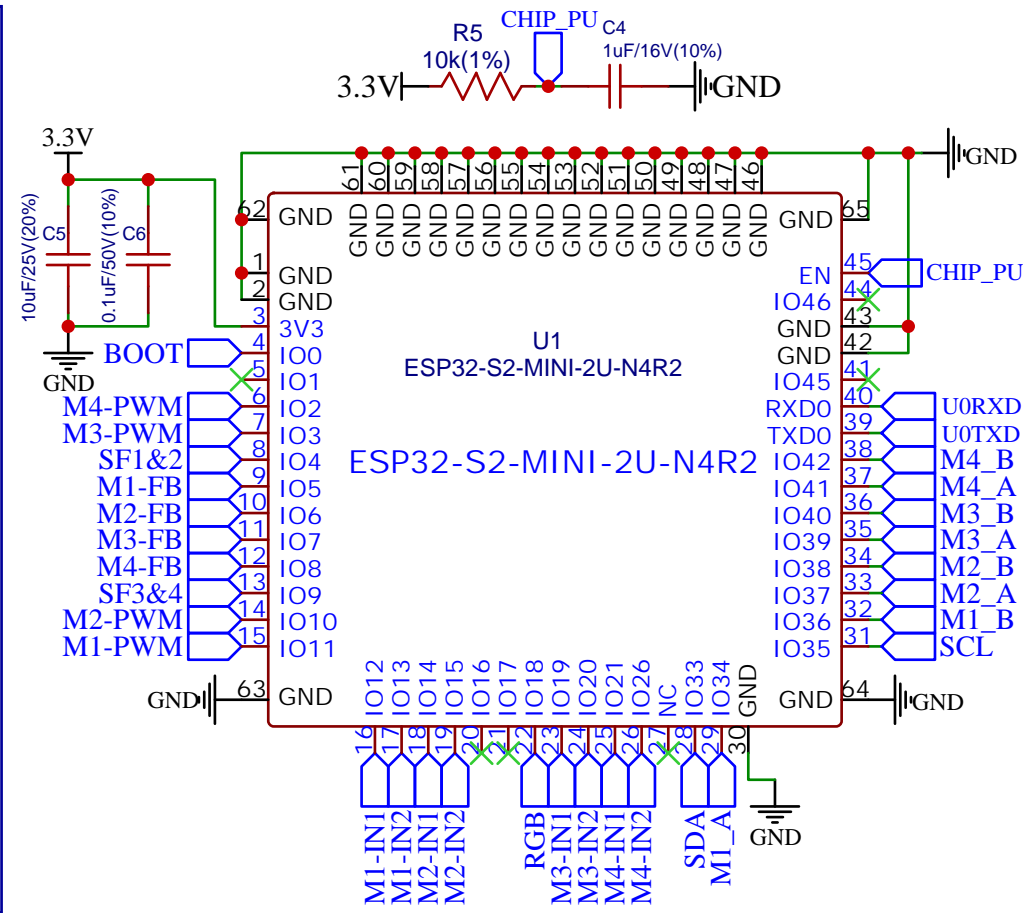 CHIP_PU
R5
10k(1%)
C4
1uF/16V(10%)
3.3V
GND
3.3V
10uF/25V(20%)
C5
0.1uF/50V(10%)
C6
GND
GND
61 60 59 58 57 56 55 54 53 52 51 50 49 48 47 46
GND GND GND GND GND GND GND GND GND GND GND GND GND GND GND GND
62 GND
1 GND
2 GND
3 3V3
BOOT 4 IO0
5 IO1
M4-PWM 6 IO2
M3-PWM 7 IO3
SF1&2 8 IO4
M1-FB 9 IO5
M2-FB 10 IO6
M3-FB 11 IO7
M4-FB 12 IO8
SF3&4 13 IO9
M2-PWM 14 IO10
M1-PWM 15 IO11
GND 63 GND
U1
ESP32-S2-MINI-2U-N4R2
ESP32-S2-MINI-2U-N4R2
GND 65
EN 45 CHIP_PU
IO46 44
GND 43
GND 42
IO45 41
RXD0 40 U0RXD
TXD0 39 U0TXD
IO42 38 M4_B
IO41 37 M4_A
IO40 36 M3_B
IO39 35 M3_A
IO38 34 M2_B
IO37 33 M2_A
IO36 32 M1_B
IO35 31 SCL
GND 64 GND
IO12 IO13 IO14 IO15 IO16 IO17 IO18 IO19 IO20 IO21 IO26 NC IO33 IO34 GND
16 17 18 19 20 21 22 23 24 25 26 27 28 29 30
M1-IN1 M1-IN2 M2-IN1 M2-IN2 RGB M3-IN1 M3-IN2 M4-IN1 M4-IN2 SDA M1_A
GND